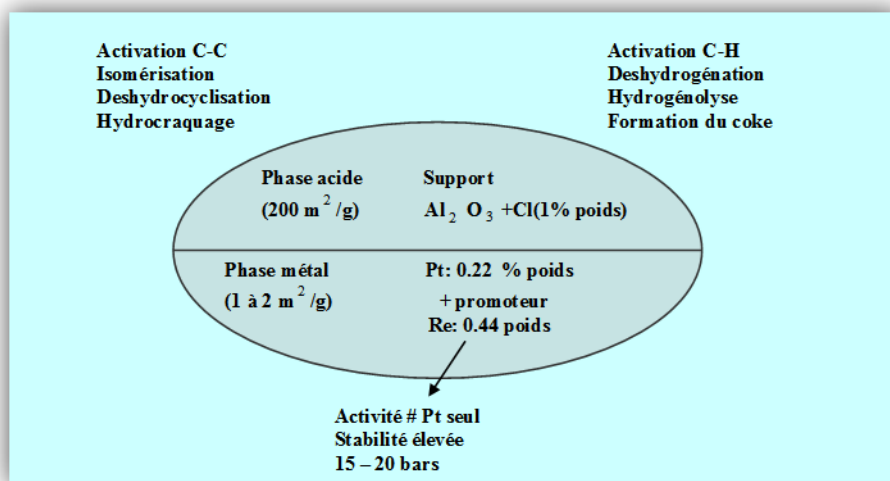 Activation C-C
Isomérisation
Deshydrocyclisation
Hydrocraquage
Activation C-H
Deshydrogénation
Hydrogénolyse
Formation du coke
Phase acide
(200 m² /g)
Support
Al₂ O₃ +Cl(1% poids)
Phase métal
(1 à 2 m² /g)
Pt: 0.22 % poids
+ promoteur
Re: 0.44 poids
Activité # Pt seul
Stabilité élevée
15 – 20 bars